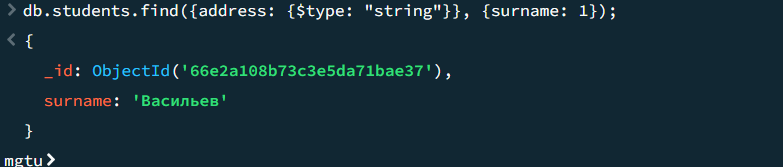 > db.students.find({address: {$type: "string"}}, {surname: 1});
< {
_id: ObjectId('66e2a108b73c3e5da71bae37'),
surname: 'Васильев'
}
mgtu>